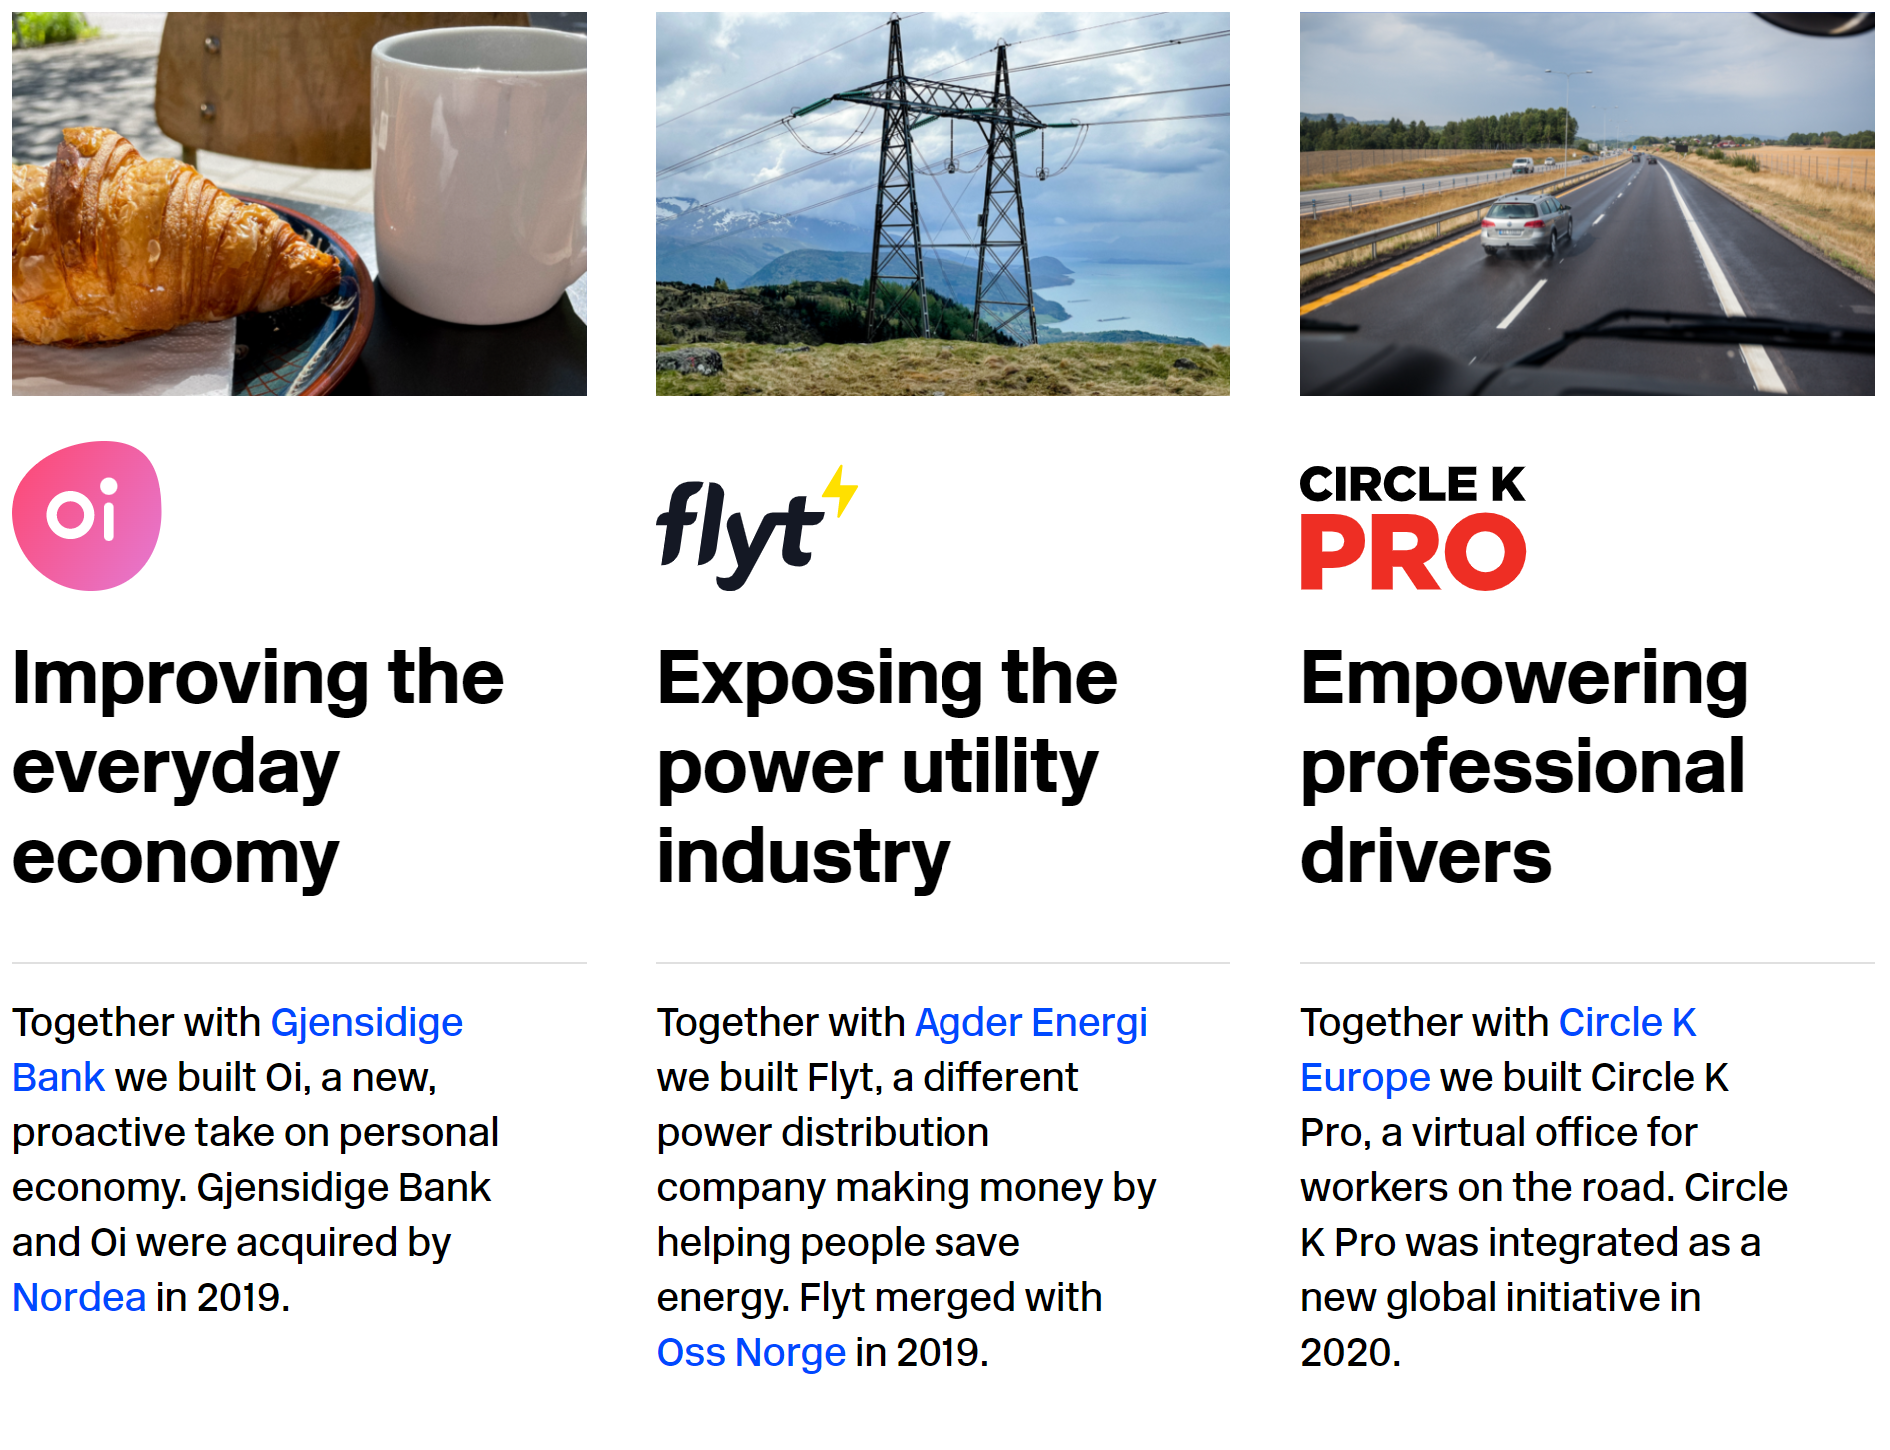 oi
flyt
CIRCLE K
PRO
Improving the
everyday
economy
Exposing the
power utility
industry
Empowering
professional
drivers
Together with Gjensidige
Bank we built Oi, a new,
proactive take on personal
economy. Gjensidige Bank
and Oi were acquired by
Nordea in 2019.
Together with Agder Energi
we built Flyt, a different
power distribution
company making money by
helping people save
energy. Flyt merged with
Oss Norge in 2019.
Together with Circle K
Europe we built Circle K
Pro, a virtual office for
workers on the road. Circle
K Pro was integrated as a
new global initiative in
2020.